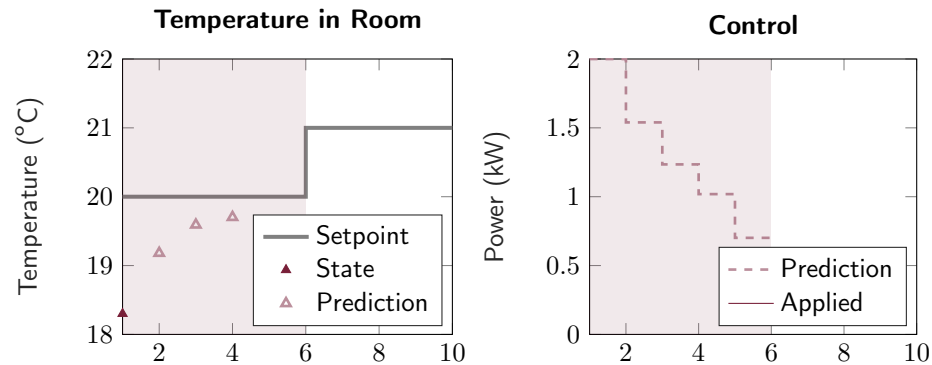 Temperature in Room
Temperature (°C)
22
21
20
19
18
2 4 6 8 10
Setpoint
State
Prediction
Control
Power (kW)
2
1.5
1
0.5
0
2 4 6 8 10
Prediction
Applied